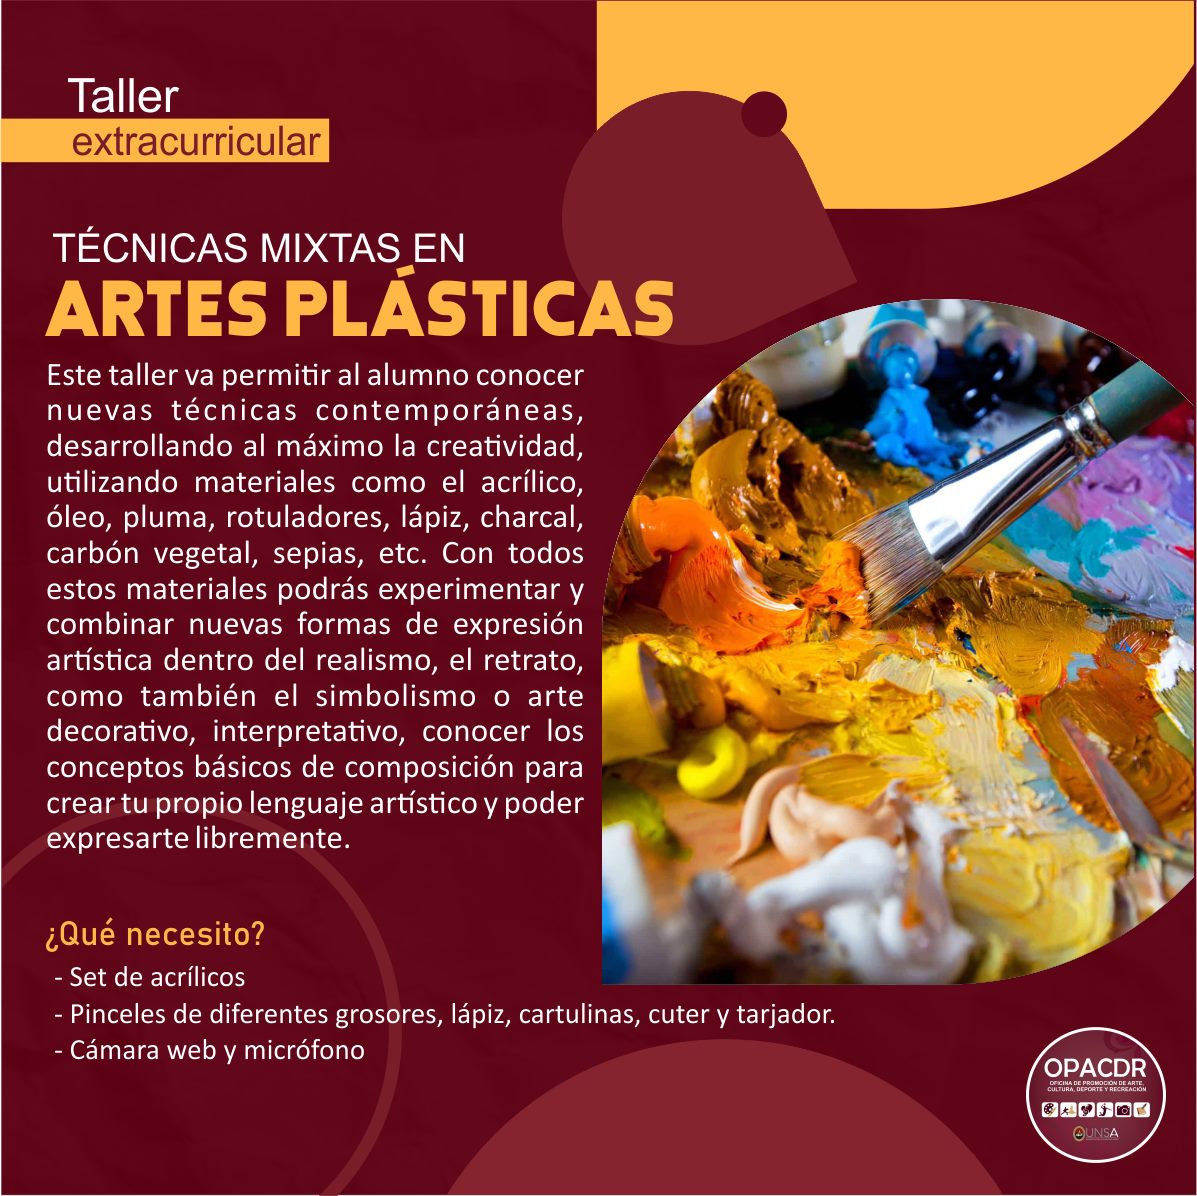 Taller
extracurricular
TÉCNICAS MIXTAS EN
ARTES PLÁSTICAS
Este taller va permitir al alumno conocer
nuevas técnicas contemporáneas,
desarrollando al máximo la creatividad,
utilizando materiales como el acrílico,
óleo, pluma, rotuladores, lápiz, charcal,
carbón vegetal, sepias, etc. Con todos
estos materiales podrás experimentar y
combinar nuevas formas de expresión
artística dentro del realismo, el retrato,
como también el simbolismo o arte
decorativo, interpretativo, conocer los
conceptos básicos de composición para
crear tu propio lenguaje artístico y poder
expresarte libremente.
¿Qué necesito?
- Set de acrílicos
- Pinceles de diferentes grosores, lápiz, cartulinas, cuter y tarjador.
- Cámara web y micrófono
OPACDR
OFICINA DE PROMOCIÓN DE ARTE,
CULTURA, DEPORTE Y RECREACIÓN
UNSA